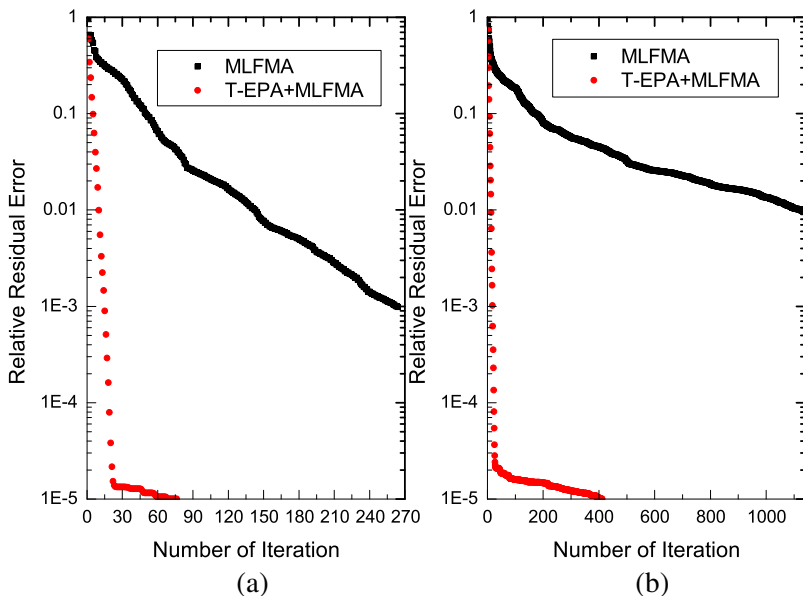 1
0.1
0.01
1E-3
1E-4
1E-5
Relative Residual Error
MLFMA
T-EPA+MLFMA
0 30 60 90 120 150 180 210 240 270
Number of Iteration
(a)
1
0.1
0.01
1E-3
1E-4
1E-5
Relative Residual Error
MLFMA
T-EPA+MLFMA
0 200 400 600 800 1000
Number of Iteration
(b)